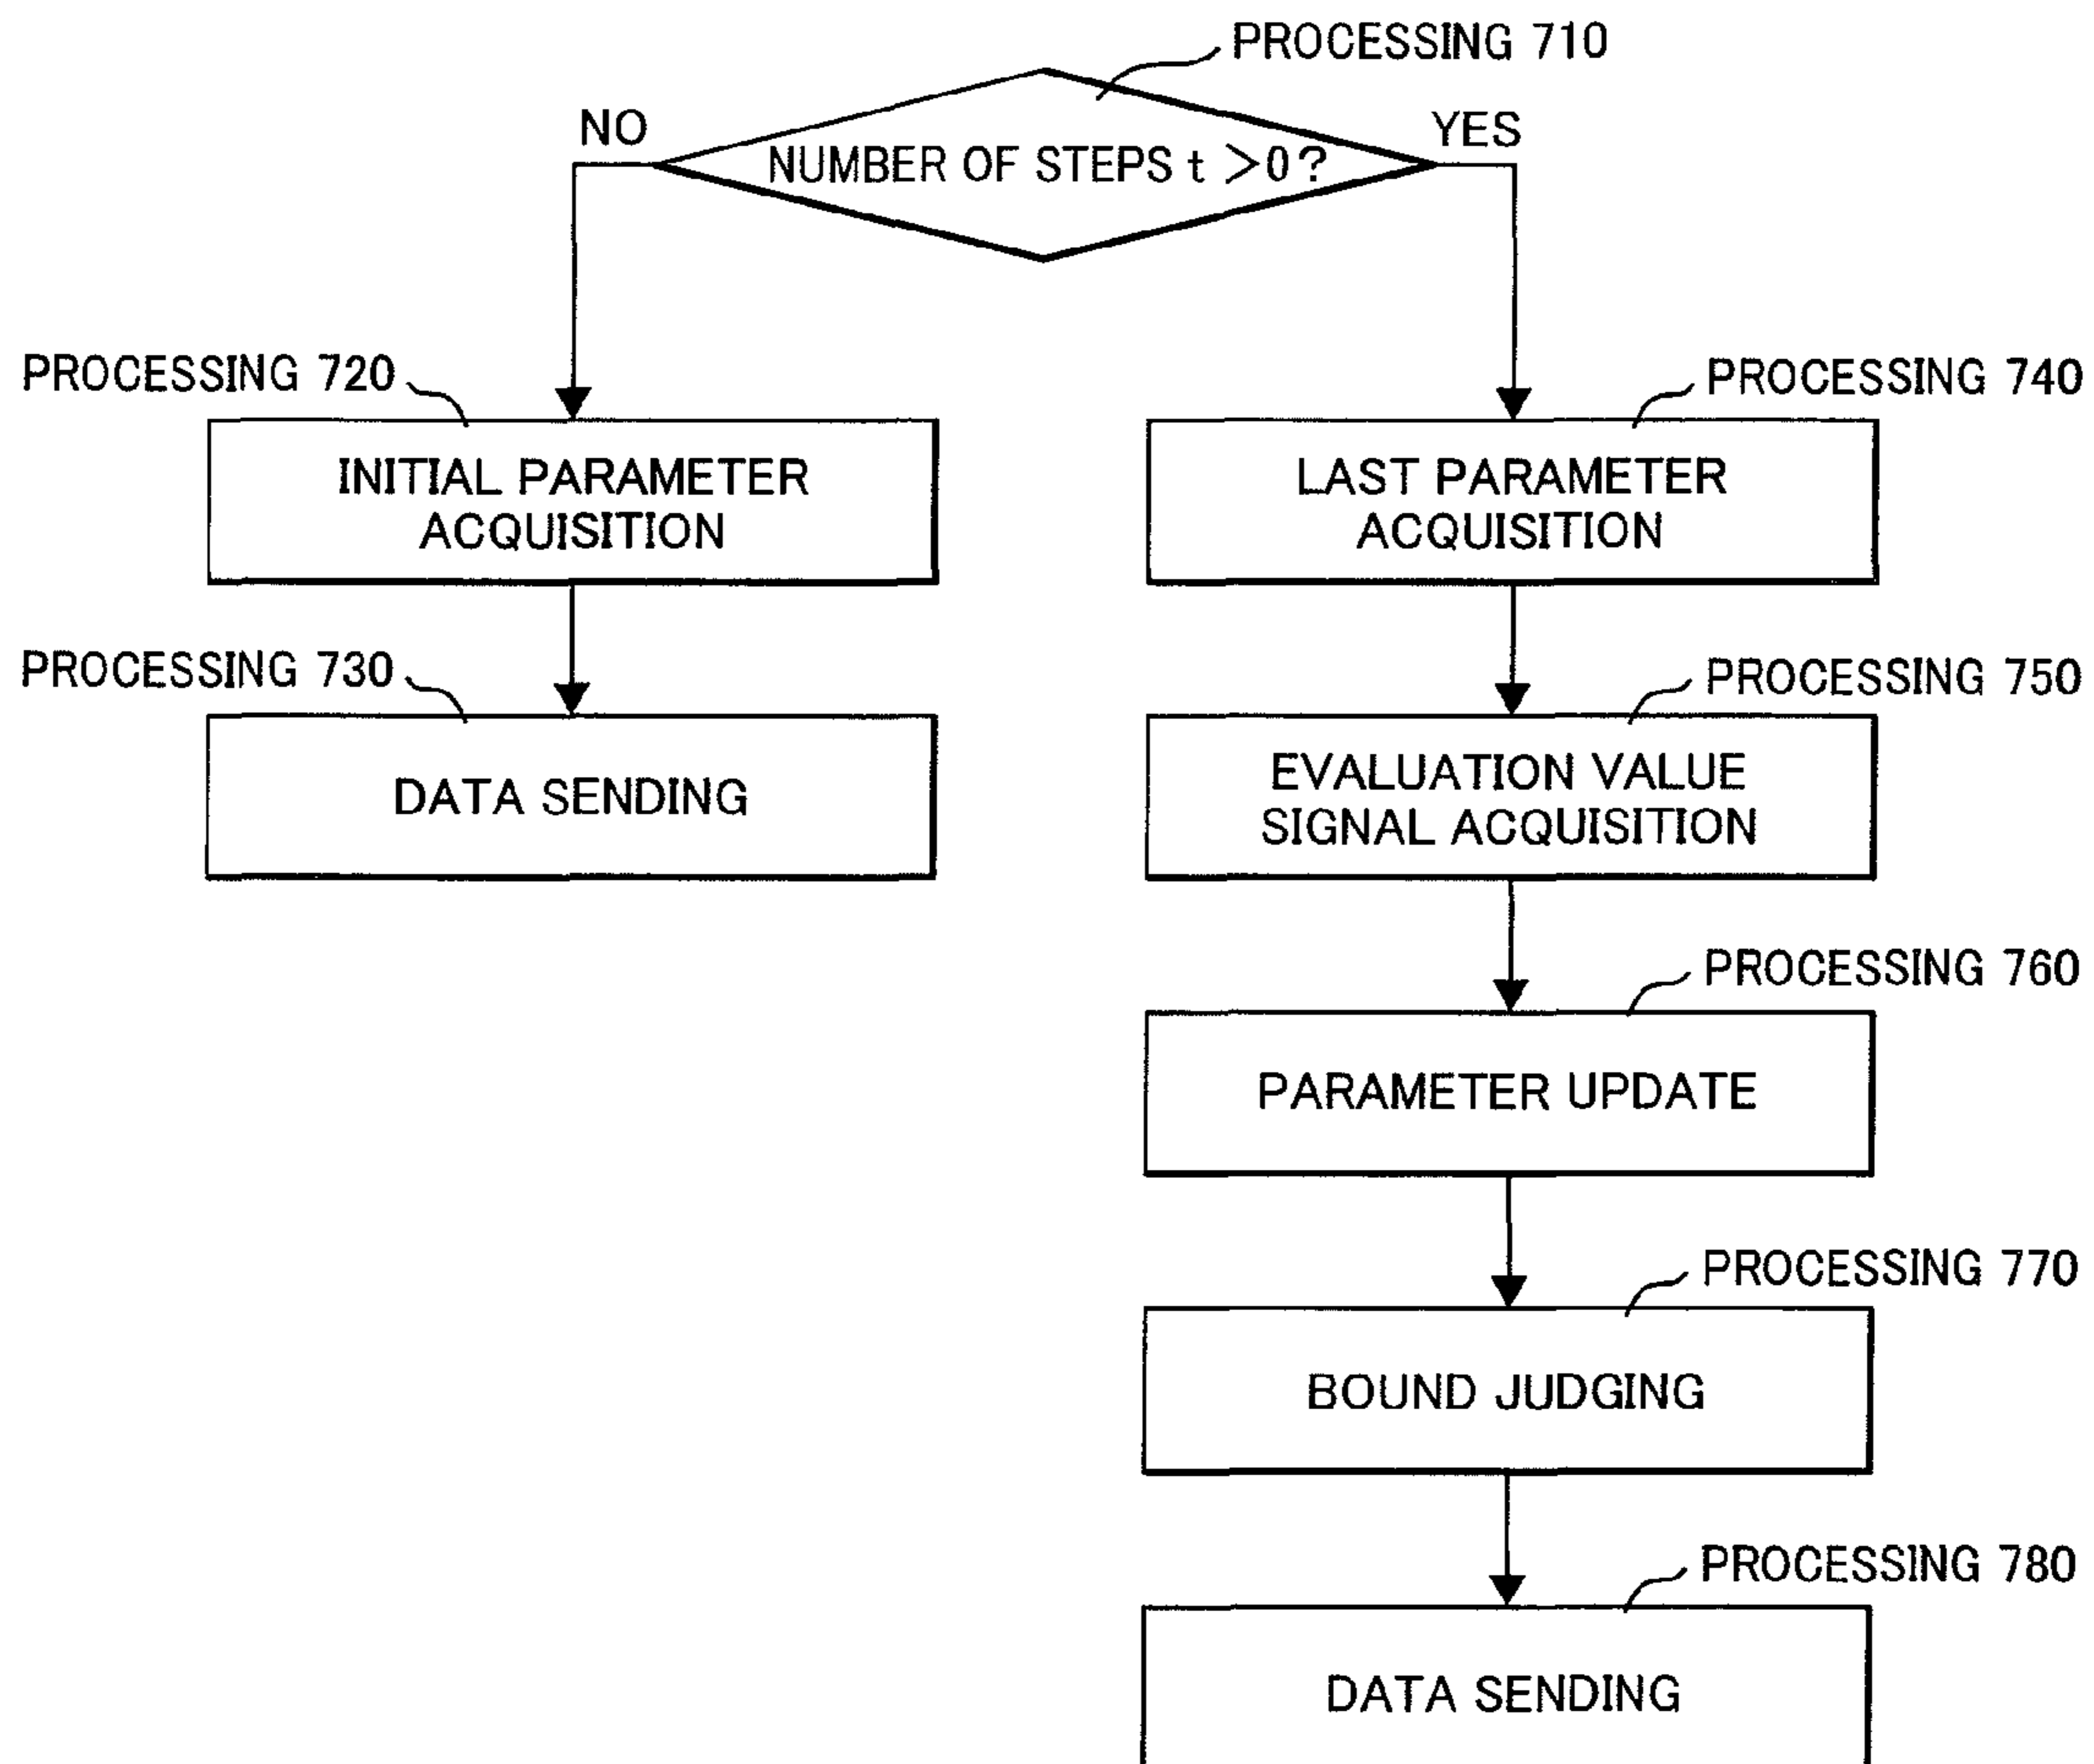 PROCESSING 710
NO
YES
NUMBER OF STEPS t >0?
PROCESSING 720
INITIAL PARAMETER
ACQUISITION
PROCESSING 730
DATA SENDING
PROCESSING 740
LAST PARAMETER
ACQUISITION
PROCESSING 750
EVALUATION VALUE
SIGNAL ACQUISITION
PROCESSING 760
PARAMETER UPDATE
PROCESSING 770
BOUND JUDGING
PROCESSING 780
DATA SENDING